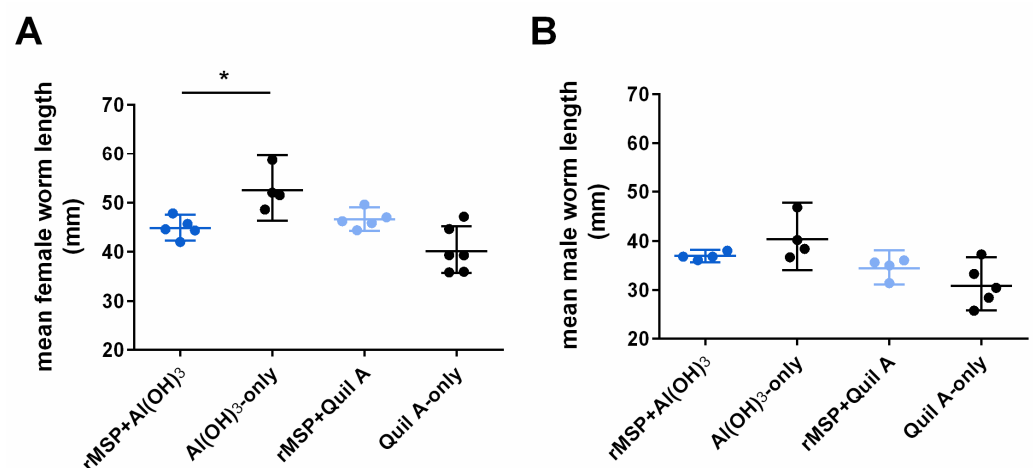 A
*
mean female worm length
(mm)
70
60
50
40
30
20
rMSP+Al(OH)3
Al(OH)3-only
rMSP+Quil A
Quil A-only
B
mean male worm length
(mm)
70
60
50
40
30
20
rMSP+Al(OH)3
Al(OH)3-only
rMSP+Quil A
Quil A-only